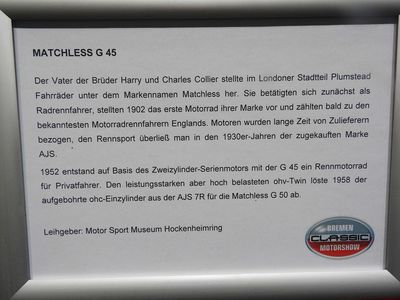 MATCHLESS G 45
Der Vater der Brüder Harry und Charles Collier stellte im Londoner Stadtteil Plumstead
Fahrräder unter dem Markennamen Matchless her. Sie betätigten sich zunächst als
Radrennfahrer, stellten 1902 das erste Motorrad ihrer Marke vor und zählten bald zu den
bekanntesten Motorradrennfahrern Englands. Motoren wurden lange Zeit von Zulieferern
bezogen, den Rennsport überließ man in den 1930er-Jahren der zugekauften Marke
AJS.
1952 entstand auf Basis des Zweizylinder-Serienmotors mit der G 45 ein Rennmotorrad
für Privatfahrer. Den leistungsstarken aber hoch belasteten ohv-Twin löste 1958 der
aufgebohrte ohc-Einzylinder aus der AJS 7R für die Matchless G 50 ab.
Leihgeber: Motor Sport Museum Hockenheimring
BREMEN
CLASSIC
MOTORSHOW